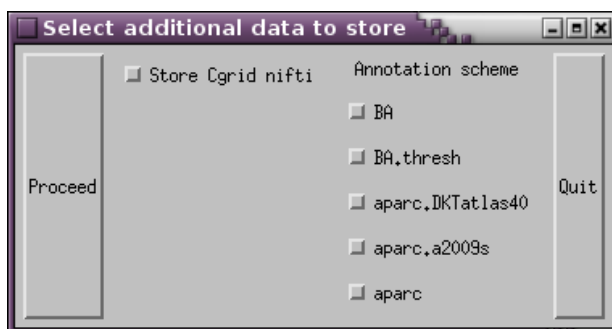 Select additional data to store
Proceed
Store Cgrid nifti
Annotation scheme
BA
BA.thresh
aparc.DKTatlas40
aparc.a2009s
aparc
Quit